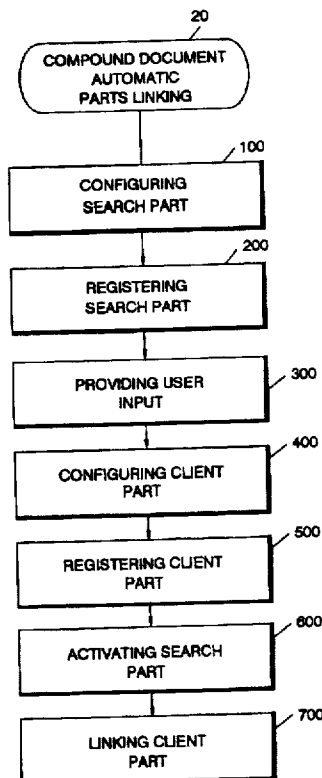 20
COMPOUND DOCUMENT
AUTOMATIC
PARTS LINKING
100
CONFIGURING
SEARCH PART
200
REGISTERING
SEARCH PART
300
PROVIDING USER
INPUT
400
CONFIGURING CLIENT
PART
500
REGISTERING CLIENT
PART
600
ACTIVATING SEARCH
PART
700
LINKING CLIENT
PART